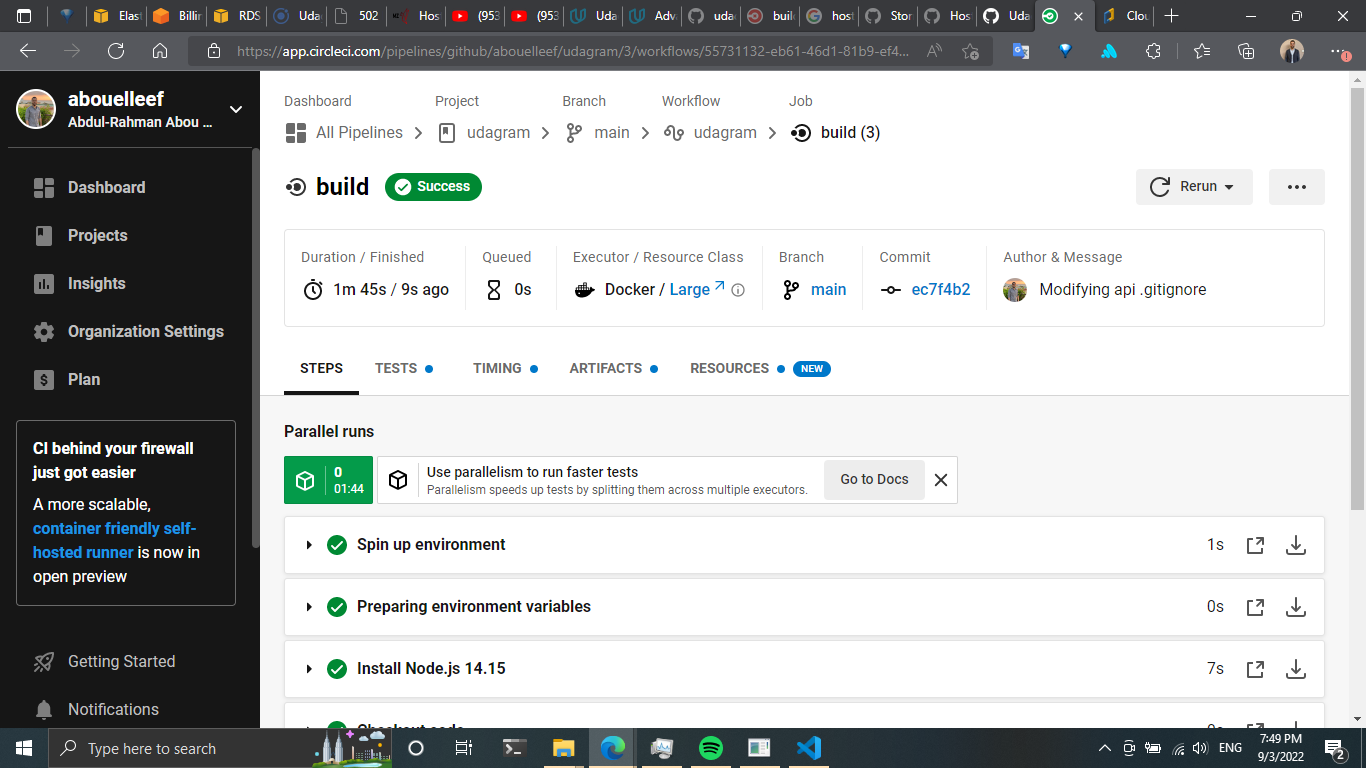 Elast
Billir
RDS
Uda
502
Hos
(953
(953
Uda
Adva
udac
build
host
Stor
Hos
Uda
Clou
https://app.circleci.com/pipelines/github/abouelleef/udagram/3/workflows/55731132-eb61-46d1-81b9-ef4...
abouelleef
Abdul-Rahman Abou ...
Dashboard
Projects
Insights
Organization Settings
Plan
CI behind your firewall
just got easier
A more scalable,
container friendly self-
hosted runner is now in
open preview
Getting Started
Notifications
Dashboard Project Branch Workflow Job
All Pipelines udagram main udagram build (3)
build Success
Rerun
Duration / Finished Queued Executor / Resource Class Branch Commit Author & Message
1m 45s / 9s ago 0s Docker / Large main ec7f4b2 Modifying api .gitignore
STEPS TESTS TIMING ARTIFACTS RESOURCES NEW
Parallel runs
0
01:44
Use parallelism to run faster tests
Parallelism speeds up tests by splitting them across multiple executors.
Go to Docs
Spin up environment 1s
Preparing environment variables 0s
Install Node.js 14.15 7s
Checkout code 0s
Type here to search
ENG
7:49 PM
9/3/2022
2